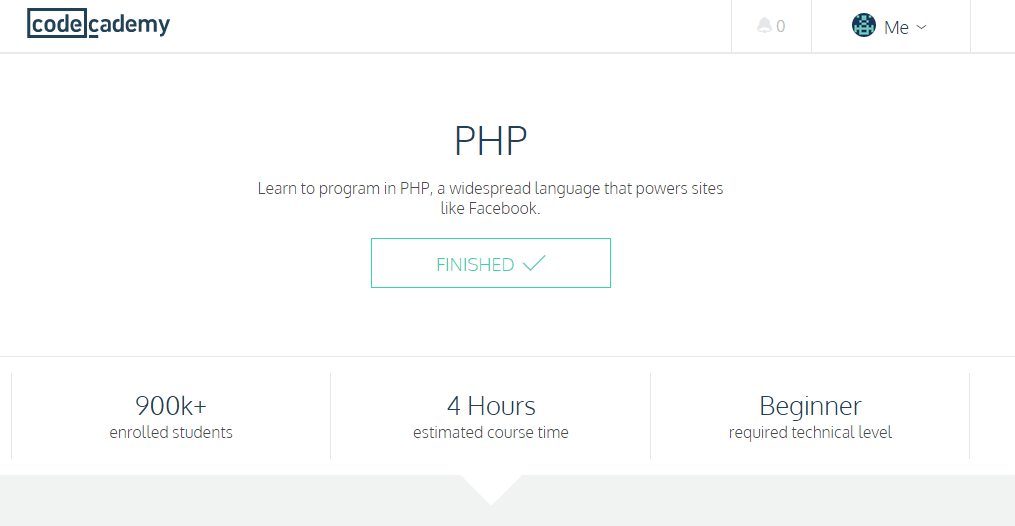 codecademy
0
Me
PHP
Learn to program in PHP, a widespread language that powers sites
like Facebook.
FINISHED
900k+
enrolled students
4 Hours
estimated course time
Beginner
required technical level